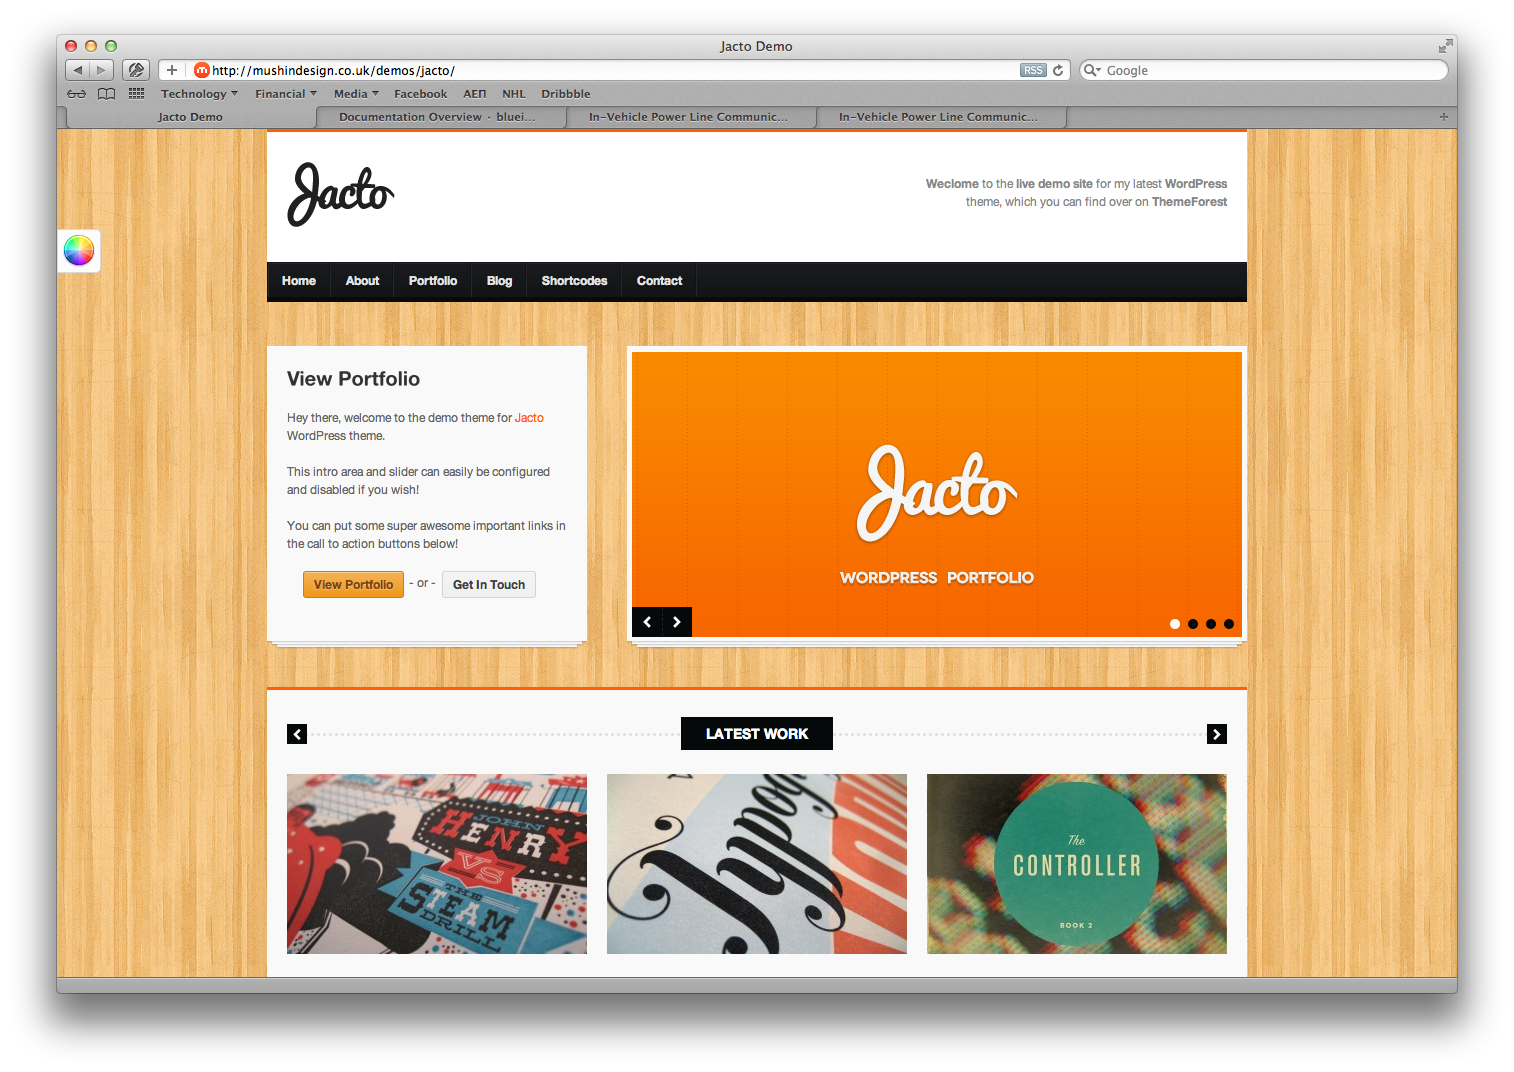 Jacto Demo
http://mushindesign.co.uk/demos/jacto/
RSS
Google
Technology
Financial
Media
Facebook
АЕП
NHL
Dribbble
Jacto Demo
Documentation Overview · bluei...
In-Vehicle Power Line Communic...
In-Vehicle Power Line Communic...
Jacto
Weclome to the live demo site for my latest WordPress
theme, which you can find over on ThemeForest
Home
About
Portfolio
Blog
Shortcodes
Contact
View Portfolio
Hey there, welcome to the demo theme for Jacto
WordPress theme.
This intro area and slider can easily be configured
and disabled if you wish!
You can put some super awesome important links in
the call to action buttons below!
View Portfolio
- or -
Get In Touch
Jacto
WORDPRESS PORTFOLIO
LATEST WORK
JOHN
HENRY
VS
THE
STEAM
DRILL
Typog
The
CONTROLLER
BOOK 2